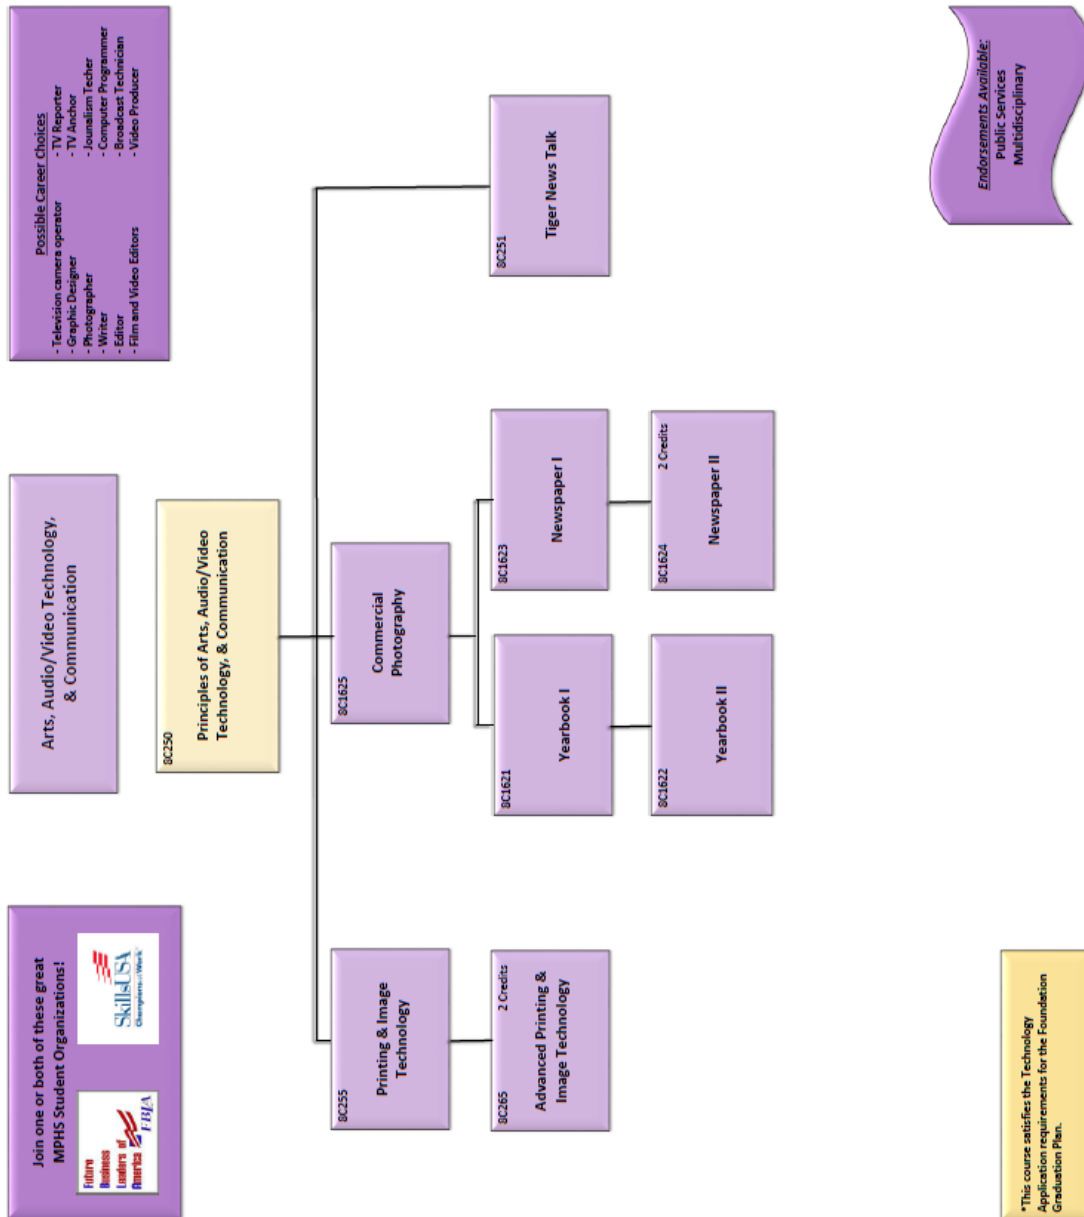 Join one or both of these great
MPHS Student Organizations!
Future
Business
Leaders of
America
FBLA
SkillsUSA
Champions at Work
Arts, Audio/Video Technology,
& Communication
Possible Career Choices
- Television camera operator
- Graphic Designer
- Photographer
- Writer
- Editor
- Film and Video Editors
- TV Reporter
- TV Anchor
- Jounalism Techer
- Computer Programmer
- Broadcast Technician
- Video Producer
8C250
Principles of Arts, Audio/Video
Technology, & Communication
8C255
Printing & Image
Technology
8C1625
Commercial
Photography
8C265
2 Credits
Advanced Printing &
Image Technology
8C1621
Yearbook I
8C1623
Newspaper I
8C251
Tiger News Talk
8C1622
Yearbook II
8C1624
2 Credits
Newspaper II
*This course satisfies the Technology
Application requirements for the Foundation
Graduation Plan.
Endorsements Available:
Public Services
Multidisciplinary